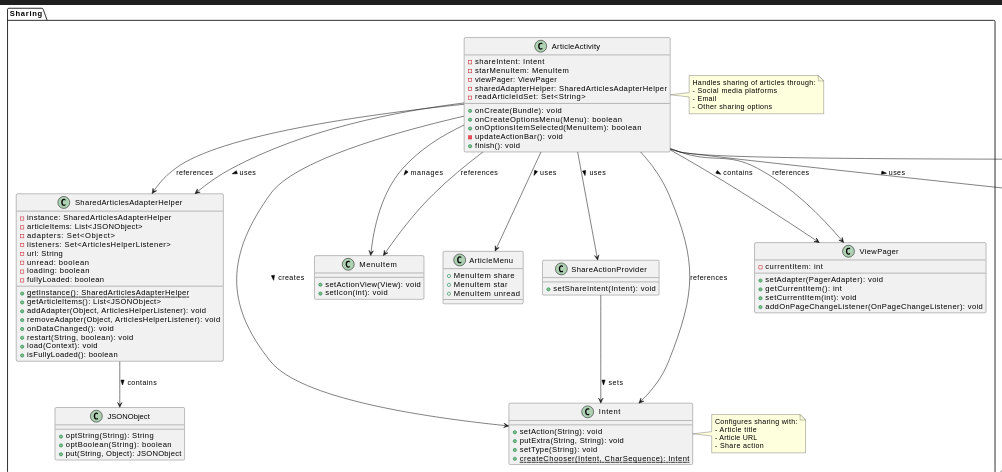 Sharing
C ArticleActivity
shareIntent: Intent
starMenuItem: MenuItem
viewPager: ViewPager
sharedAdapterHelper: SharedArticlesAdapterHelper
readArticleIdSet: Set<String>
onCreate(Bundle): void
onCreateOptionsMenu(Menu): boolean
onOptionsItemSelected(MenuItem): boolean
updateActionBar(): void
finish(): void
Handles sharing of articles through:
- Social media platforms
- Email
- Other sharing options
references
uses
manages
references
uses
uses
contains
references
uses
C SharedArticlesAdapterHelper
instance: SharedArticlesAdapterHelper
articleItems: List<JSONObject>
adapters: Set<Object>
listeners: Set<ArticlesHelperListener>
url: String
unread: boolean
loading: boolean
fullyLoaded: boolean
getInstance(): SharedArticlesAdapterHelper
getArticleItems(): List<JSONObject>
addAdapter(Object, ArticlesHelperListener): void
removeAdapter(Object, ArticlesHelperListener): void
onDataChanged(): void
restart(String, boolean): void
load(Context): void
isFullyLoaded(): boolean
creates
C MenuItem
setActionView(View): void
setIcon(int): void
C ArticleMenu
MenuItem share
MenuItem star
MenuItem unread
C ShareActionProvider
setShareIntent(Intent): void
references
C ViewPager
currentItem: int
setAdapter(PagerAdapter): void
getCurrentItem(): int
setCurrentItem(int): void
addOnPageChangeListener(OnPageChangeListener): void
contains
sets
C JSONObject
optString(String): String
optBoolean(String): boolean
put(String, Object): JSONObject
C Intent
setAction(String): void
putExtra(String, String): void
setType(String): void
createChooser(Intent, CharSequence): Intent
Configures sharing with:
- Article title
- Article URL
- Share action